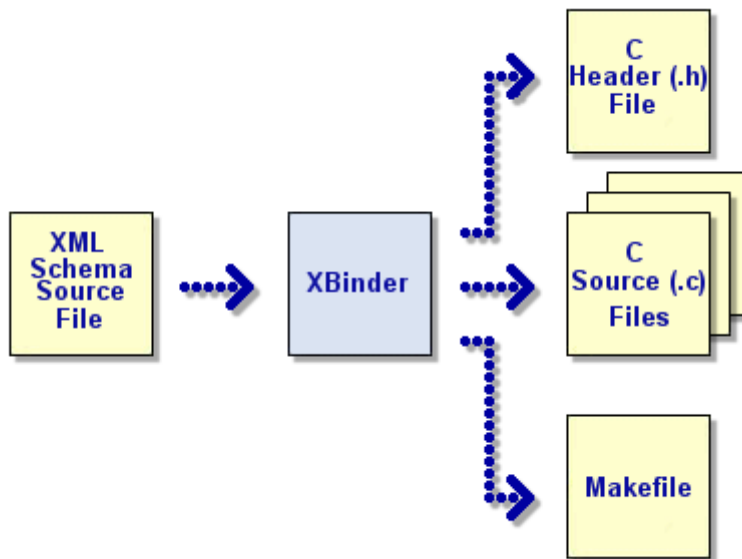 XML
Schema
Source
File
XBinder
C
Header (.h)
File
C
Source (.c)
Files
Makefile